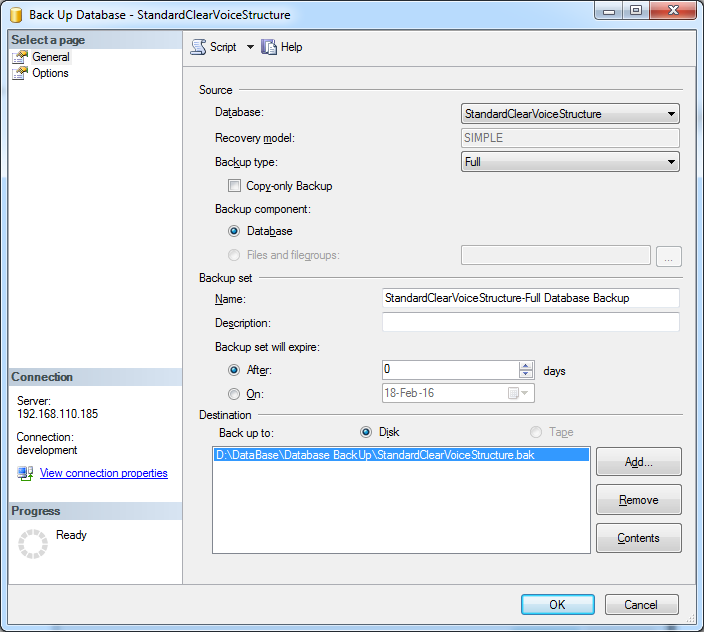 Back Up Database - StandardClearVoiceStructure
Select a page
General
Options
Script
Help
Source
Database:
StandardClearVoiceStructure
Recovery model:
SIMPLE
Backup type:
Full
Copy-only Backup
Backup component:
Database
Files and filegroups:
...
Backup set
Name:
StandardClearVoiceStructure-Full Database Backup
Description:
Backup set will expire:
After:
0
days
On:
18-Feb -16
Destination
Back up to:
Disk
Tape
D:\DataBase\Database BackUp\StandardClearVoiceStructure.bak
Add...
Remove
Contents
Connection
Server:
192.168.110.185
Connection:
development
View connection properties
Progress
Ready
OK
Cancel